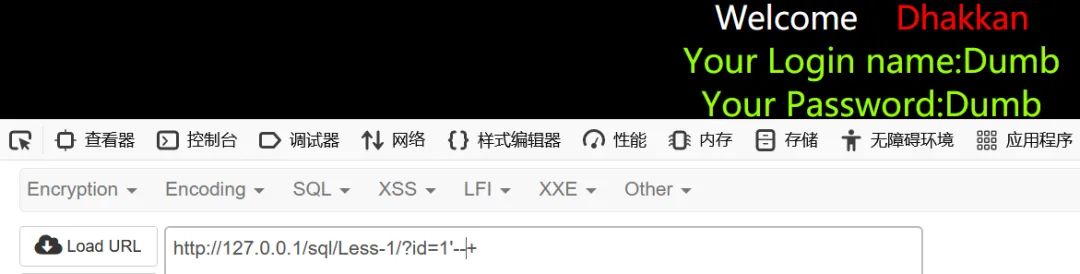 Welcome Dhakkan
Your Login name:Dumb
Your Password:Dumb
查看器 控制台 调试器 网络 样式编辑器 性能 内存 存储 无障碍环境 应用程序
Encryption Encoding SQL XSS LFI XXE Other
Load URL http://127.0.0.1/sql/Less-1/?id=1'--+